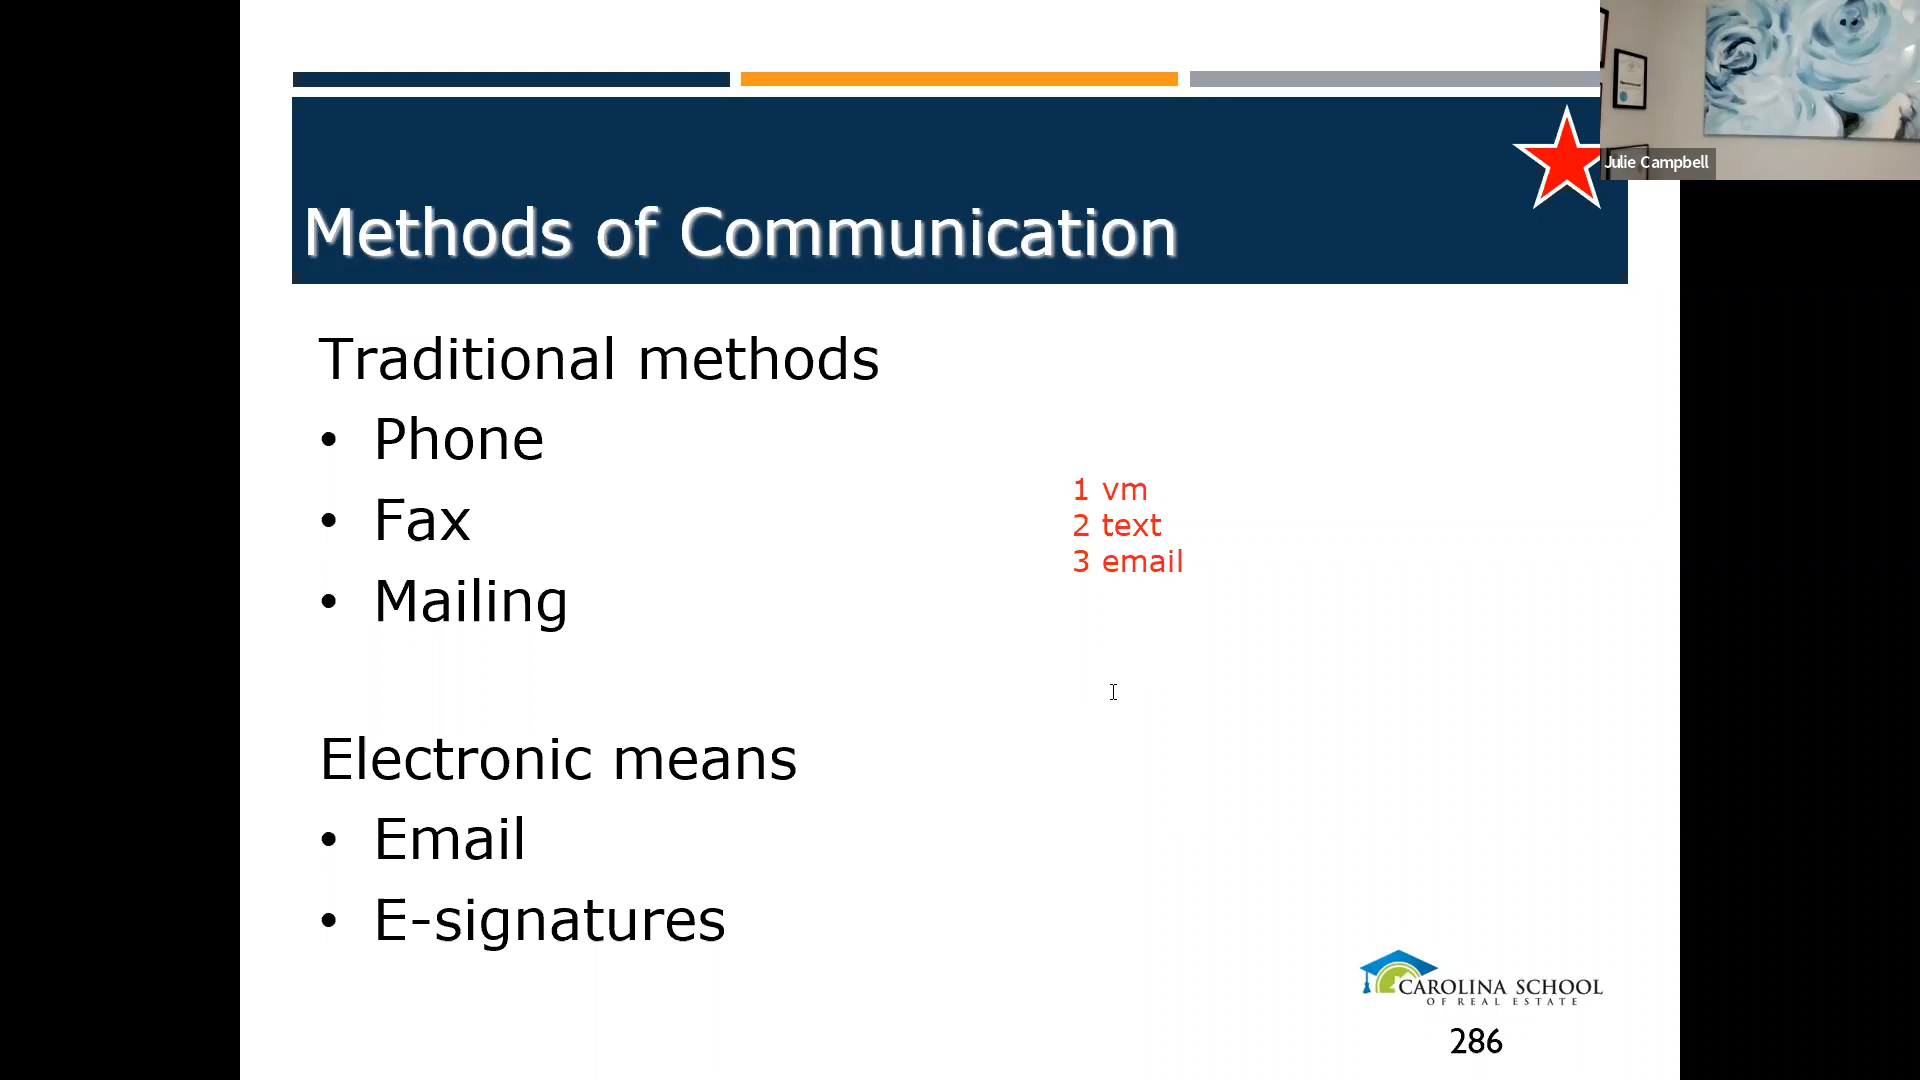 Julie Campbell
Methods of Communication
Traditional methods
• Phone
• Fax
• Mailing
1 vm
2 text
3 email
Electronic means
• Email
• E-signatures
CAROLINA SCHOOL
OF REAL ESTATE
286